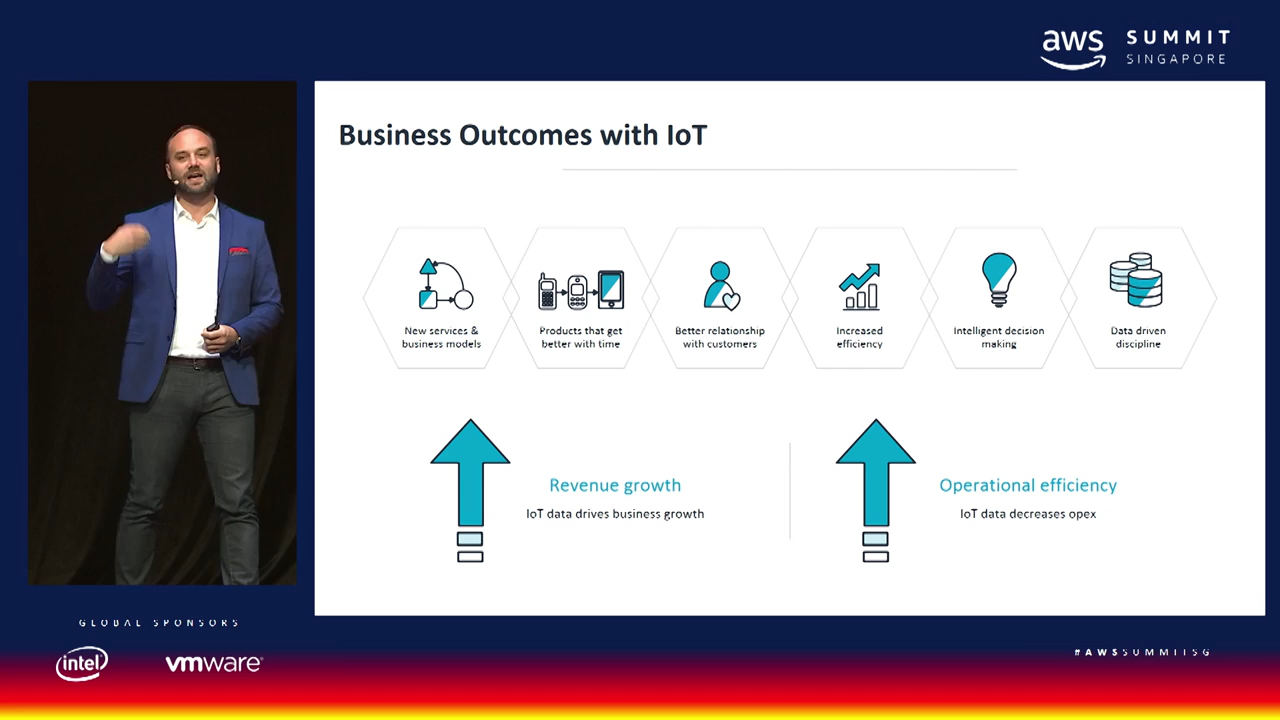 aws SUMMIT
SINGAPORE
Business Outcomes with IoT
New services &
business models
Products that get
better with time
Better relationship
with customers
Increased
efficiency
Intelligent decision
making
Data driven
discipline
Revenue growth
IoT data drives business growth
Operational efficiency
IoT data decreases opex
GLOBAL SPONSORS
intel
vmware
#AWSSUMMITSG